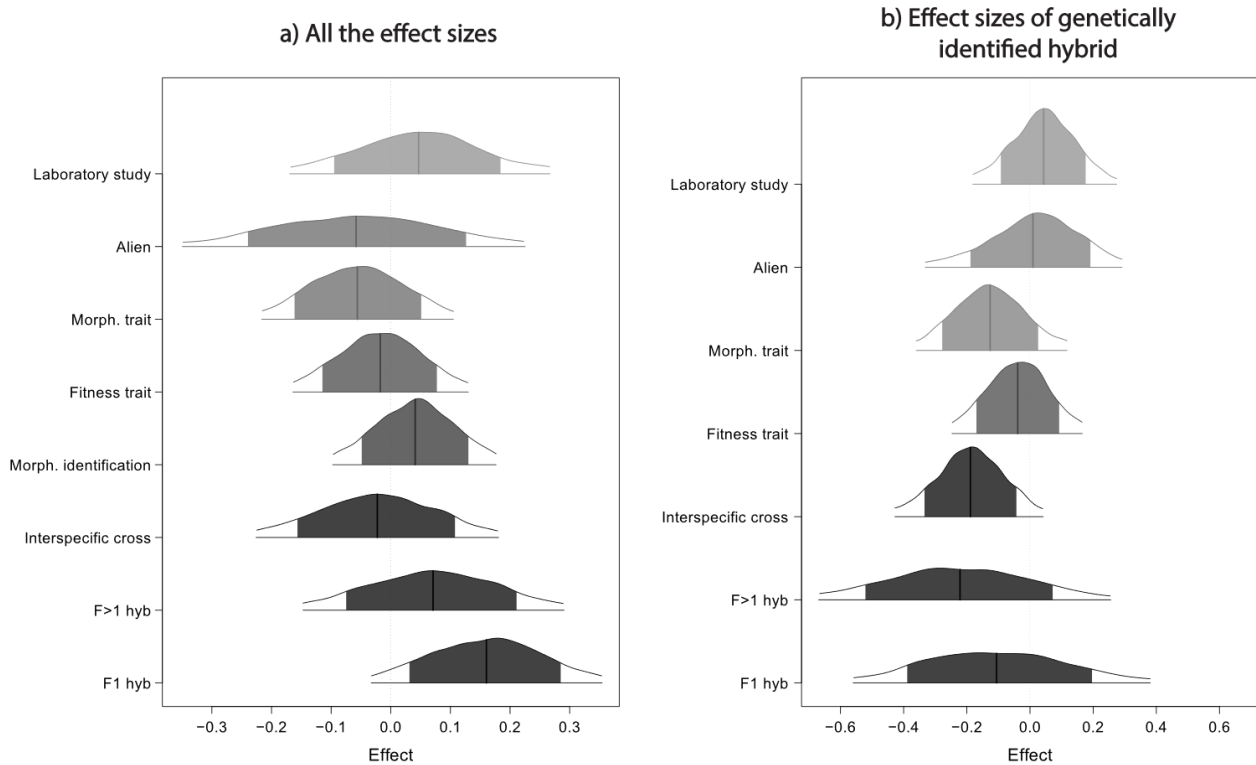 a) All the effect sizes
Laboratory study
Alien
Morph. trait
Fitness trait
Morph. identification
Interspecific cross
F>1 hyb
F1 hyb
−0.3 −0.2 −0.1 0.0 0.1 0.2 0.3
Effect
b) Effect sizes of genetically
identified hybrid
Laboratory study
Alien
Morph. trait
Fitness trait
Interspecific cross
F>1 hyb
F1 hyb
−0.6 −0.4 −0.2 0.0 0.2 0.4 0.6
Effect